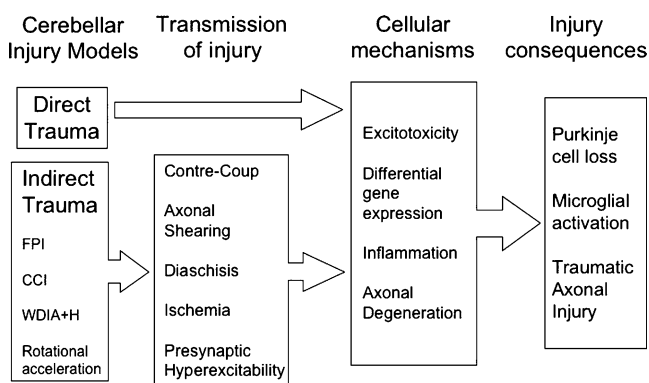 Cerebellar
Injury Models
Transmission
of injury
Cellular
mechanisms
Injury
consequences
Direct
Trauma
Indirect
Trauma
FPI
CCI
WDIA+H
Rotational
acceleration
Contre-Coup
Axonal
Shearing
Diaschisis
Ischemia
Presynaptic
Hyperexcitability
Excitotoxicity
Differential
gene
expression
Inflammation
Axonal
Degeneration
Purkinje
cell loss
Microglial
activation
Traumatic
Axonal
Injury